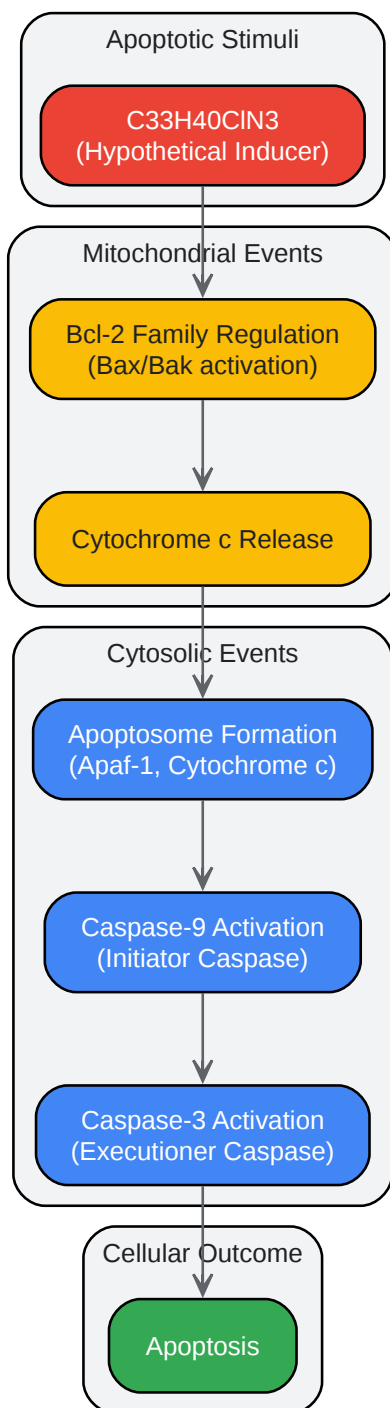 Apoptotic Stimuli
C33H40ClN3
(Hypothetical Inducer)
Mitochondrial Events
Bcl-2 Family Regulation
(Bax/Bak activation)
Cytochrome c Release
Cytosolic Events
Apoptosome Formation
(Apaf-1, Cytochrome c)
Caspase-9 Activation
(Initiator Caspase)
Caspase-3 Activation
(Executioner Caspase)
Cellular Outcome
Apoptosis